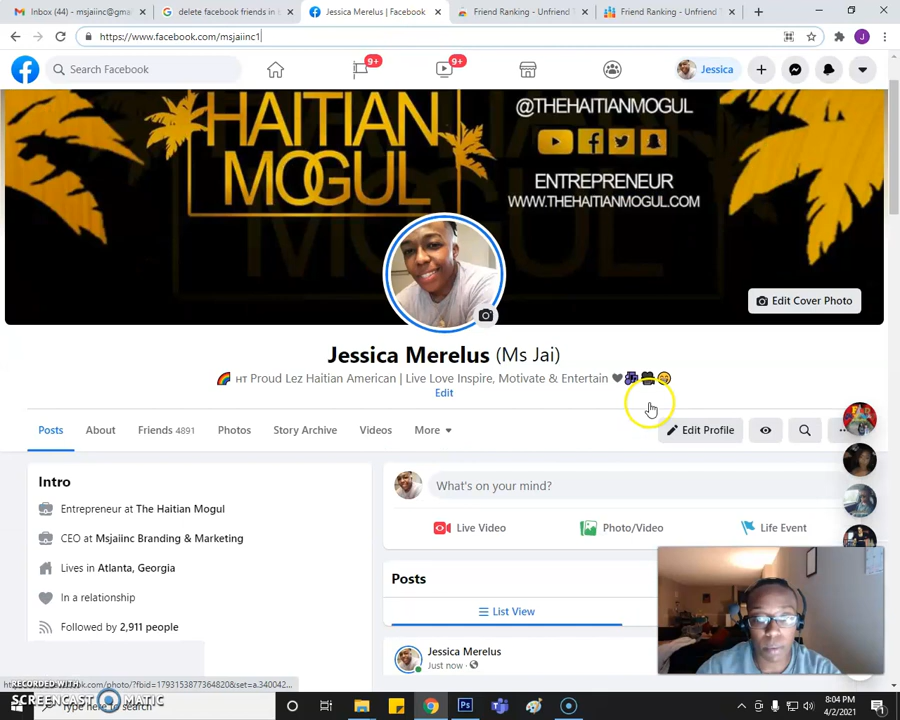 Inbox (44) - msjaiinc@gmai
delete facebook friends in b
Jessica Merelus | Facebook
Friend Ranking - Unfriend T
Friend Ranking - Unfriend T
https://www.facebook.com/msjaiinc1
J
Search Facebook
9+
9+
Jessica
HAITIAN
MOGUL
@THEHAITIANMOGUL
ENTREPRENEUR
WWW.THEHAITIANMOGUL.COM
Edit Cover Photo
Jessica Merelus (Ms Jai)
HT Proud Lez Haitian American | Live Love Inspire, Motivate & Entertain
Edit
Posts
About
Friends 4891
Photos
Story Archive
Videos
More
Edit Profile
Intro
Entrepreneur at The Haitian Mogul
CEO at Msjaiinc Branding & Marketing
Lives in Atlanta, Georgia
In a relationship
Followed by 2,911 people
What's on your mind?
Live Video
Photo/Video
Life Event
Posts
List View
Jessica Merelus
Just now
RECORDED WITH
SCREENCAST MATIC
8:04 PM
4/2/2021